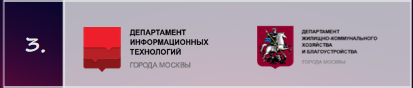 3.
ДЕПАРТАМЕНТ
ИНФОРМАЦИОННЫХ
ТЕХНОЛОГИЙ
ГОРОДА МОСКВЫ
ДЕПАРТАМЕНТ
ЖИЛИЩНО-КОММУНАЛЬНОГО
ХОЗЯЙСТВА
И БЛАГОУСТРОЙСТВА
ГОРОДА МОСКВЫ